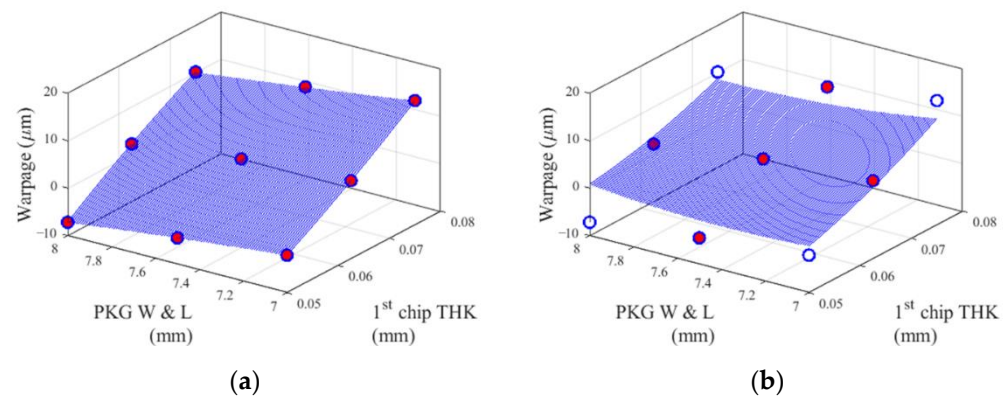 20
10
0
-10
Warpage (μm)
8
7.8
7.6
7.4
7.2
7
0.05
0.06
0.07
0.08
PKG W & L
(mm)
1st chip THK
(mm)
(a)
20
10
0
-10
Warpage (μm)
8
7.8
7.6
7.4
7.2
7
0.05
0.06
0.07
0.08
PKG W & L
(mm)
1st chip THK
(mm)
(b)